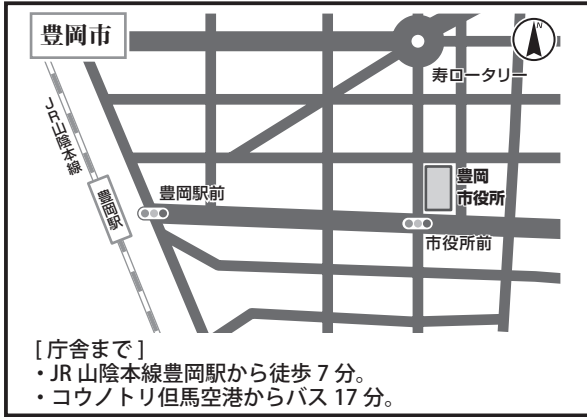 豊岡市
N
寿ロータリー
JR山陰本線
豊岡駅
豊岡駅前
豊岡
市役所
市役所前
[ 庁舎まで ]
・JR 山陰本線豊岡駅から徒歩 7 分。
・コウノトリ但馬空港からバス 17 分。